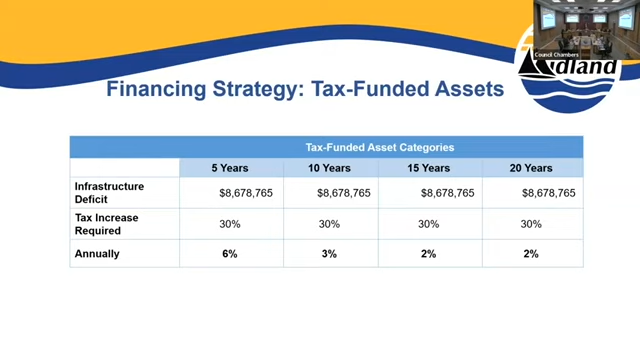 Council Chambers
dland
Financing Strategy: Tax-Funded Assets
Tax-Funded Asset Categories
5 Years 10 Years 15 Years 20 Years
Infrastructure Deficit $8,678,765 $8,678,765 $8,678,765 $8,678,765
Tax Increase Required 30% 30% 30% 30%
Annually 6% 3% 2% 2%